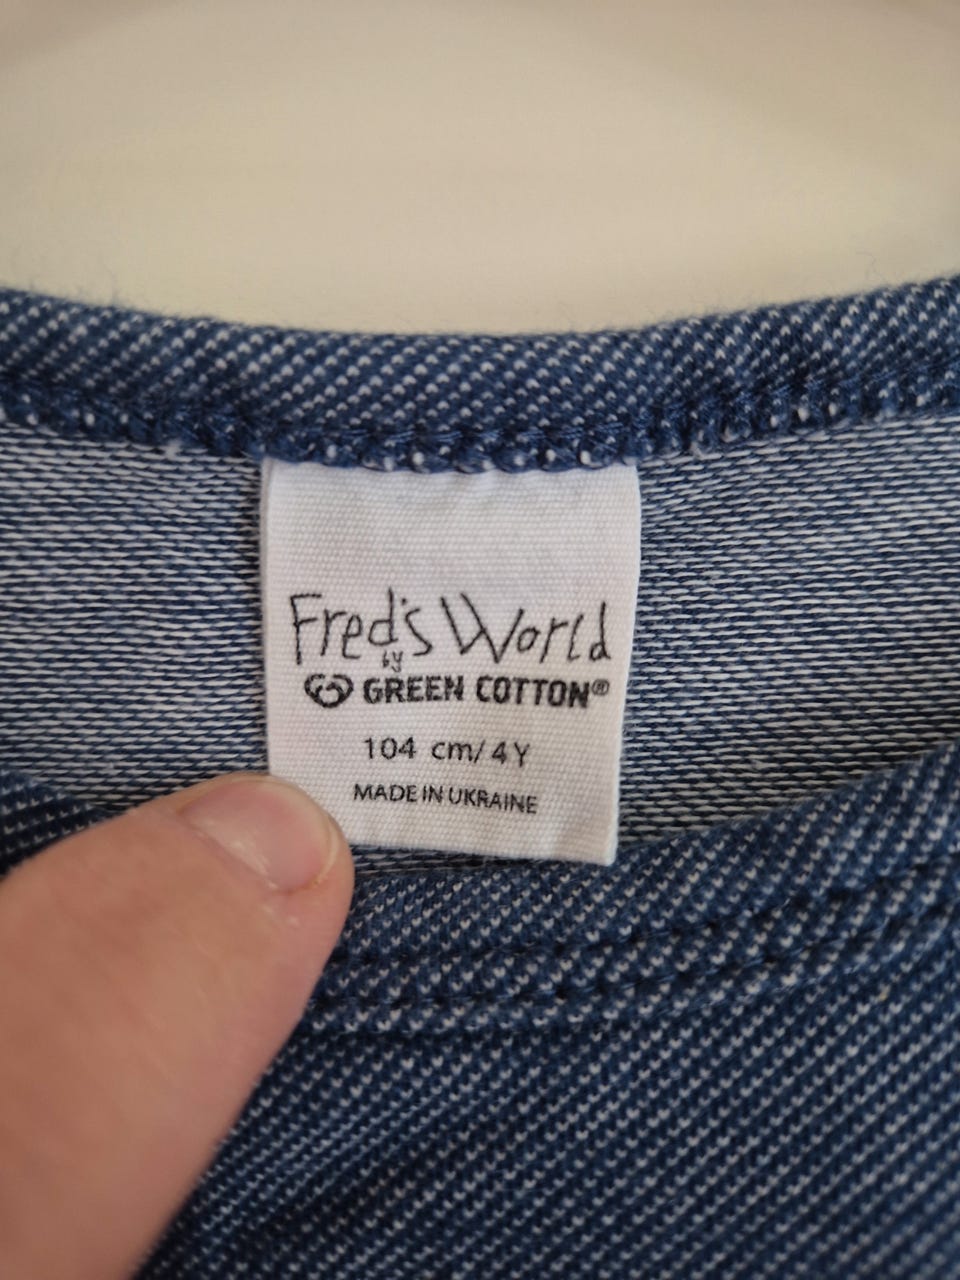 Fred's World
by
GREEN COTTON®
104 cm/4Y
MADE IN UKRAINE